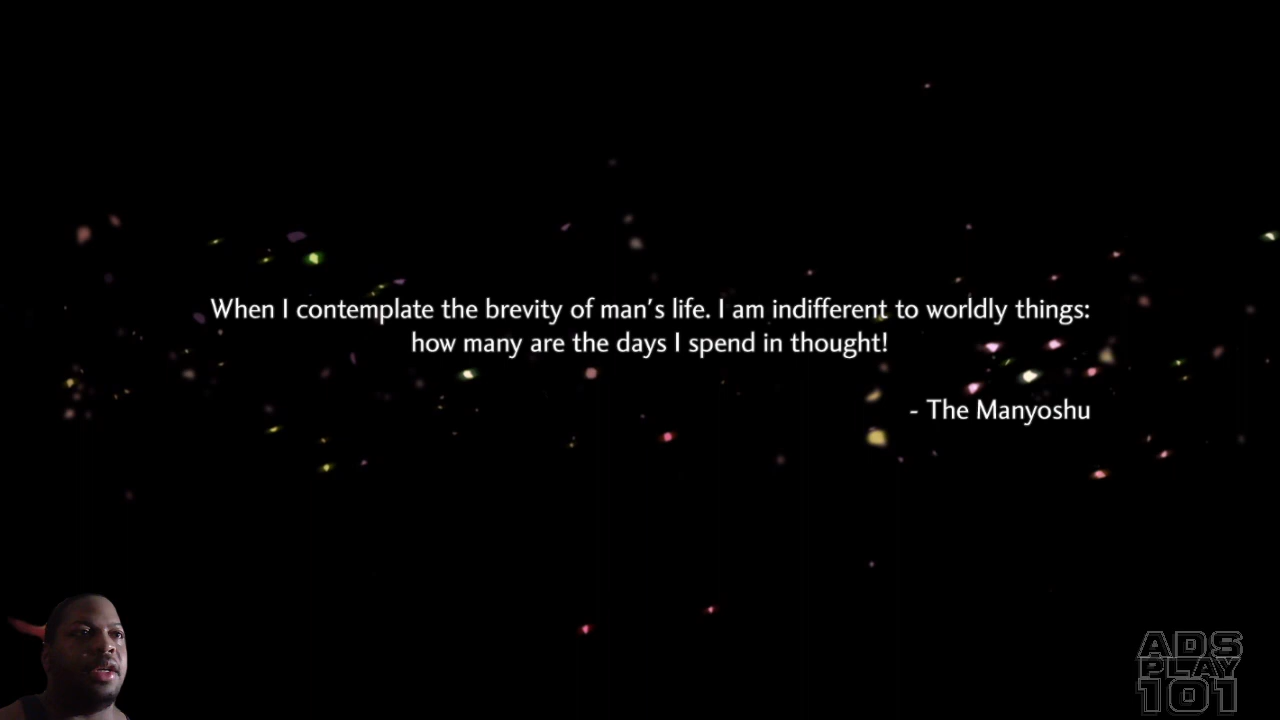 When I contemplate the brevity of man's life. I am indifferent to worldly things:
how many are the days I spend in thought!
- The Manyoshu
ADS
PLAY
101